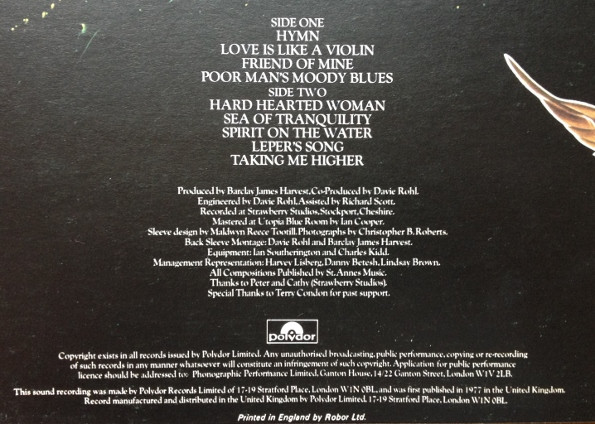 SIDE ONE
HYMN
LOVE IS LIKE A VIOLIN
FRIEND OF MINE
POOR MAN'S MOODY BLUES
SIDE TWO
HARD HEARTED WOMAN
SEA OF TRANQUILITY
SPIRIT ON THE WATER
LEPER'S SONG
TAKING ME HIGHER
Produced by Barclay James Harvest, Co-Produced by Davie Rohl.
Engineered by Davie Rohl, Assisted by Richard Scott.
Recorded at Strawberry Studios, Stockport, Cheshire.
Mastered at Utopia Blue Room by Ian Cooper.
Sleeve design by Maldwyn Reece Tootill. Photographs by Christopher B. Roberts.
Back Sleeve Montage: David Rohl and Barclay James Harvest.
Equipment: Ian Southerington and Charles Kidd.
Management Representation: Harvey Lisberg, Danny Betesh, Lindsay Brown.
All Compositions Published by St. Annes Music.
Thanks to Peter and Cathy (Strawberry Studios).
Special Thanks to Terry Condon for past support.
Polydor
Copyright exists in all records issued by Polydor Limited. Any unauthorised broadcasting, public performance, copying or re-recording
of such records in any manner whatsoever will constitute an infringement of such copyright. Application for public performance
licence should be addressed to: Phonographic Performance Limited, Ganton House, 14/22 Ganton Street, London W1V 2LB.
This sound recording was made by Polydor Records Limited of 17-19 Stratford Place, London W1N 0BL, and was first published in 1977 in the United Kingdom.
Record manufactured and distributed in the United Kingdom by Polydor Limited, 17-19 Stratford Place, London W1N 0BL.
Printed in England by Robor Ltd.